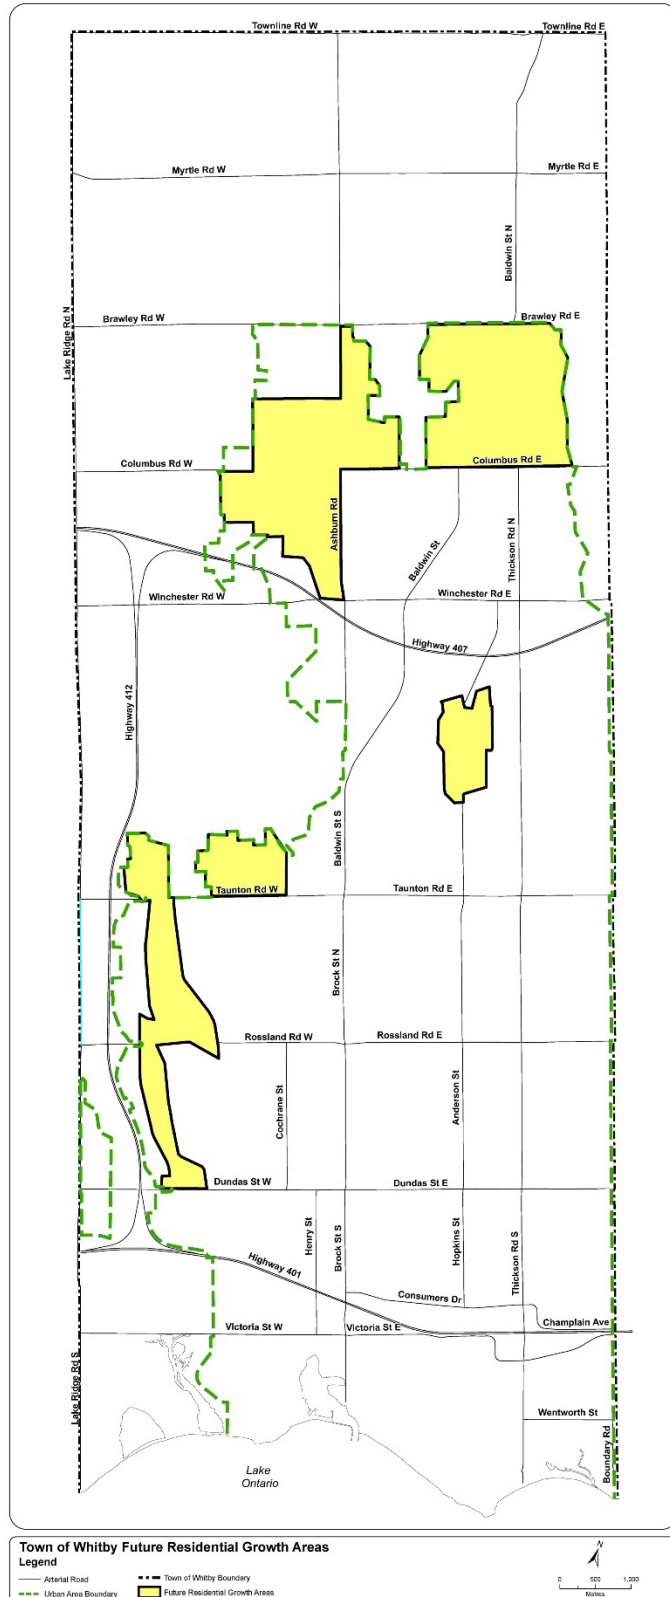 Townline Rd W
Townline Rd E
Myrtle Rd W
Myrtle Rd E
Baldwin St N
Lake Ridge Rd N
Brawley Rd W
Brawley Rd E
Columbus Rd W
Columbus Rd E
Ashburn Rd
Baldwin St
Thickson Rd N
Winchester Rd W
Winchester Rd E
Highway 407
Highway 412
Baldwin St S
Taunton Rd W
Taunton Rd E
Brock St N
Rossland Rd W
Rossland Rd E
Cochrane St
Anderson St
Dundas St W
Dundas St E
Henry St
Brock St S
Hopkins St
Thickson Rd S
Highway 401
Consumers Dr
Champlain Ave
Victoria St W
Victoria St E
Lake Ridge Rd S
Wentworth St
Boundary Rd
Lake
Ontario
Town of Whitby Future Residential Growth Areas
Legend
Arterial Road
Town of Whitby Boundary
Urban Area Boundary
Future Residential Growth Areas
N
0 500 1,000
Metres